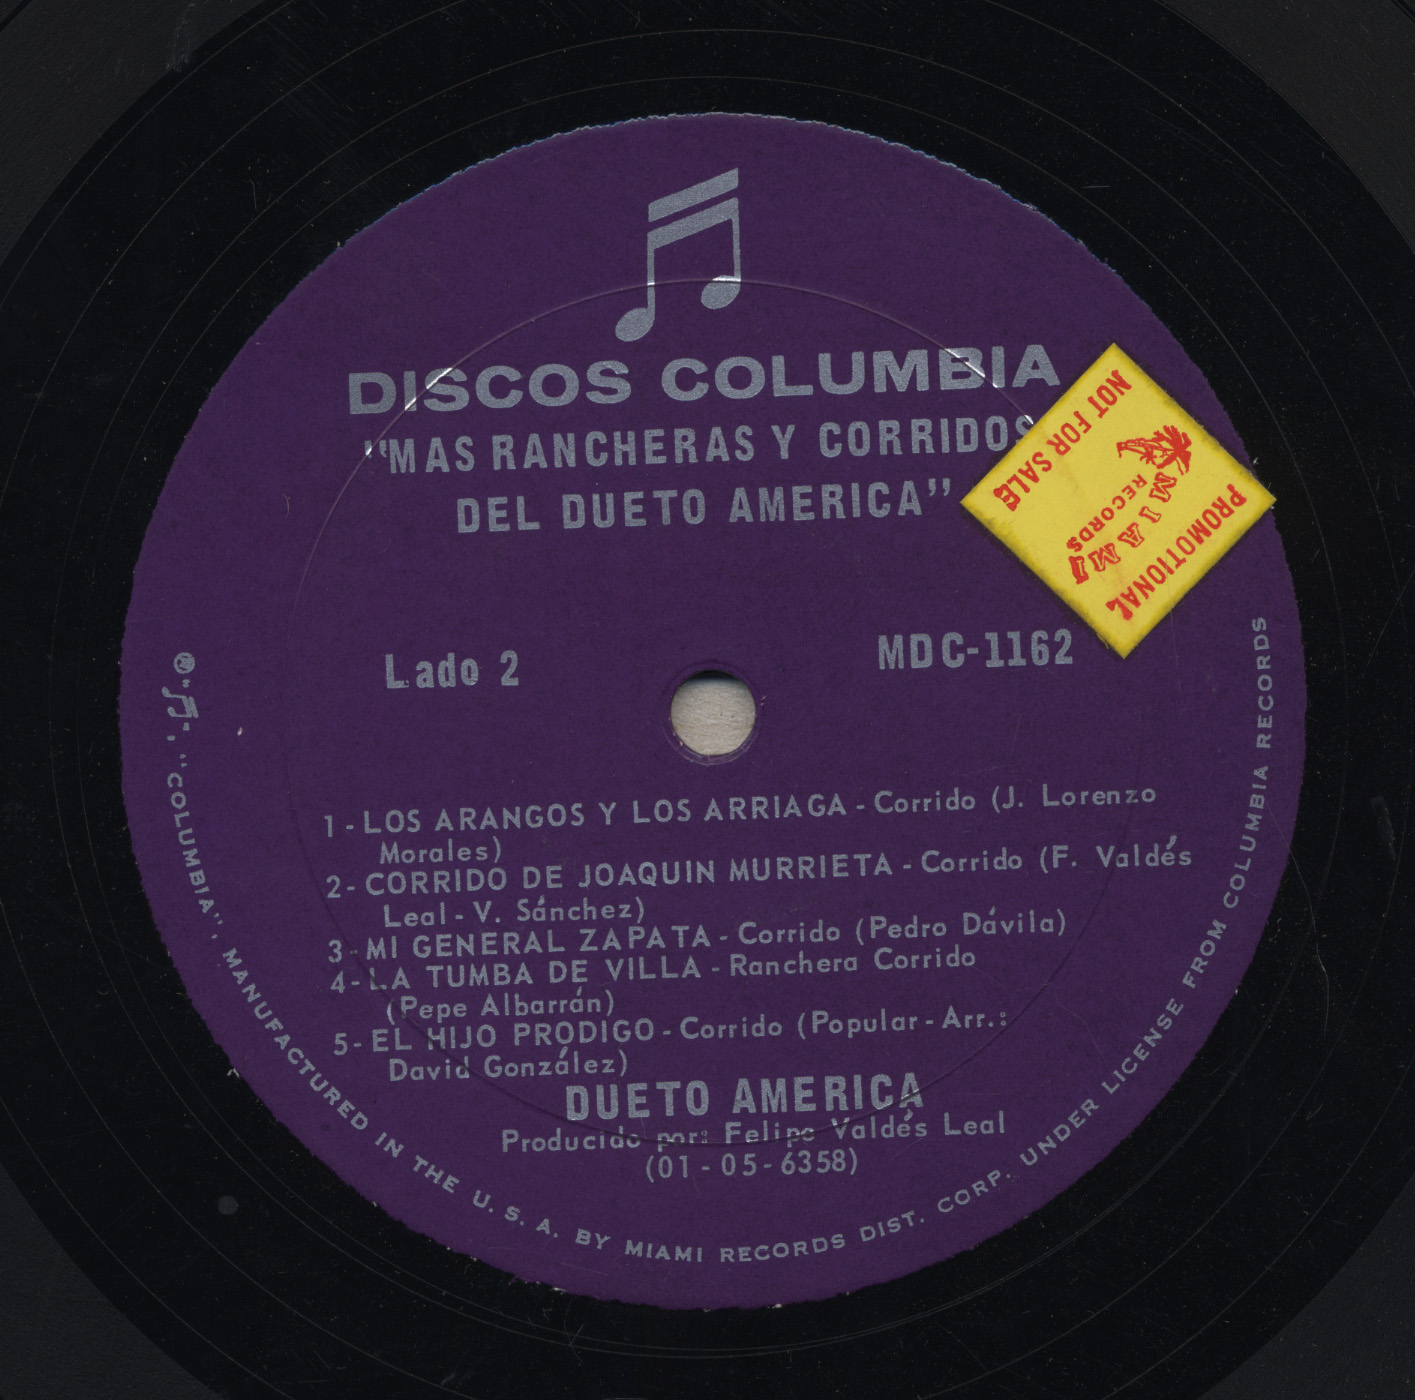 DISCOS COLUMBIA
"MAS RANCHERAS Y CORRIDOS
DEL DUETO AMERICA"
NOT FOR SALE
MIAMI
RECORDS
PROMOTIONAL
Lado 2
MDC-1162
1-LOS ARANGOS Y LOS ARRIAGA-Corrido (J. Lorenzo
Morales)
2-CORRIDO DE JOAQUIN MURRIETA-Corrido (F. Valdés
Leal-V. Sánchez)
3-MI GENERAL ZAPATA-Corrido (Pedro Dávila)
4-LA TUMBA DE VILLA-Ranchera Corrido
(Pepe Albarrán)
5-EL HIJO PRODIGO-Corrido (Popular-Arr.:
David González)
DUETO AMERICA
Producido por: Felipe Valdés Leal
(01-05-6358)
"COLUMBIA", MANUFACTURED IN THE U. S. A. BY MIAMI RECORDS DIST. CORP. UNDER LICENSE FROM COLUMBIA RECORDS